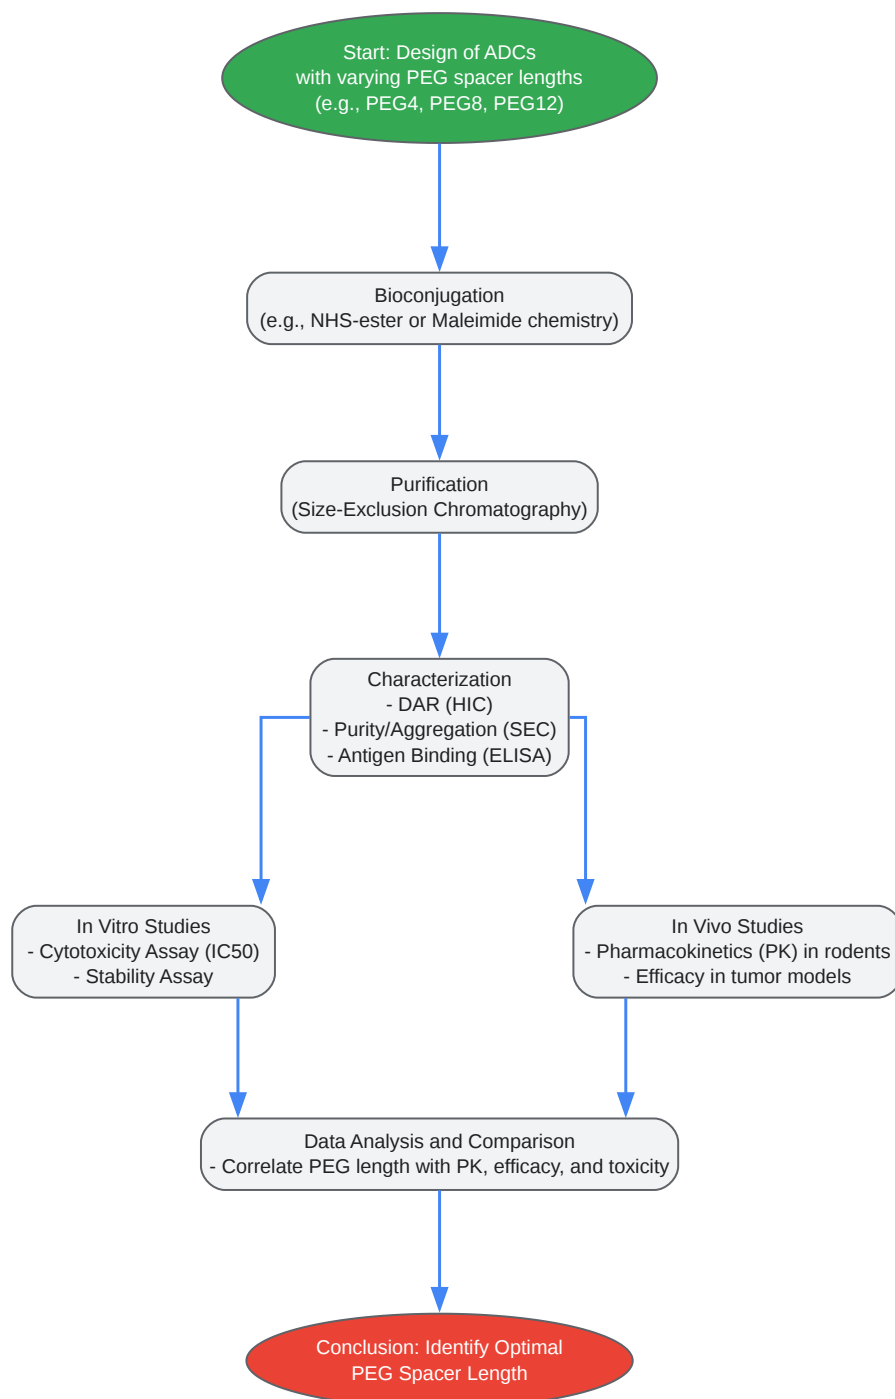 Start: Design of ADCs
with varying PEG spacer lengths
(e.g., PEG4, PEG8, PEG12)
Bioconjugation
(e.g., NHS-ester or Maleimide chemistry)
Purification
(Size-Exclusion Chromatography)
Characterization
- DAR (HIC)
- Purity/Aggregation (SEC)
- Antigen Binding (ELISA)
In Vitro Studies
- Cytotoxicity Assay (IC50)
- Stability Assay
In Vivo Studies
- Pharmacokinetics (PK) in rodents
- Efficacy in tumor models
Data Analysis and Comparison
- Correlate PEG length with PK, efficacy, and toxicity
Conclusion: Identify Optimal
PEG Spacer Length